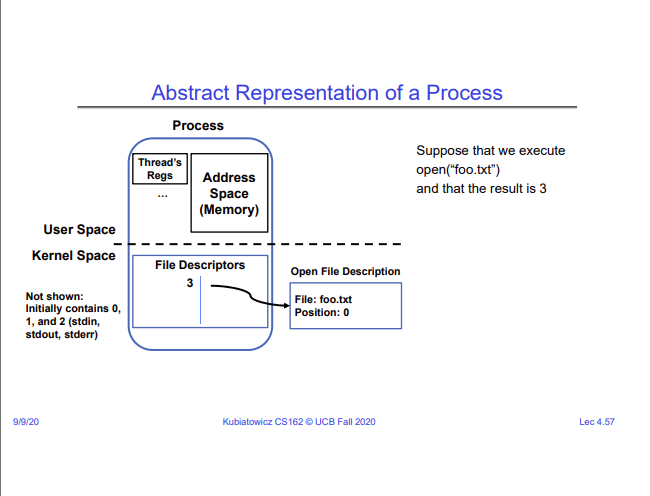 Abstract Representation of a Process
Process
Suppose that we execute
open(“foo.txt”)
and that the result is 3
Thread’s
Regs
…
Address
Space
(Memory)
User Space
Kernel Space
File Descriptors
3
Open File Description
File: foo.txt
Position: 0
Not shown:
Initially contains 0,
1, and 2 (stdin,
stdout, stderr)
9/9/20
Kubiatowicz CS162 © UCB Fall 2020
Lec 4.57